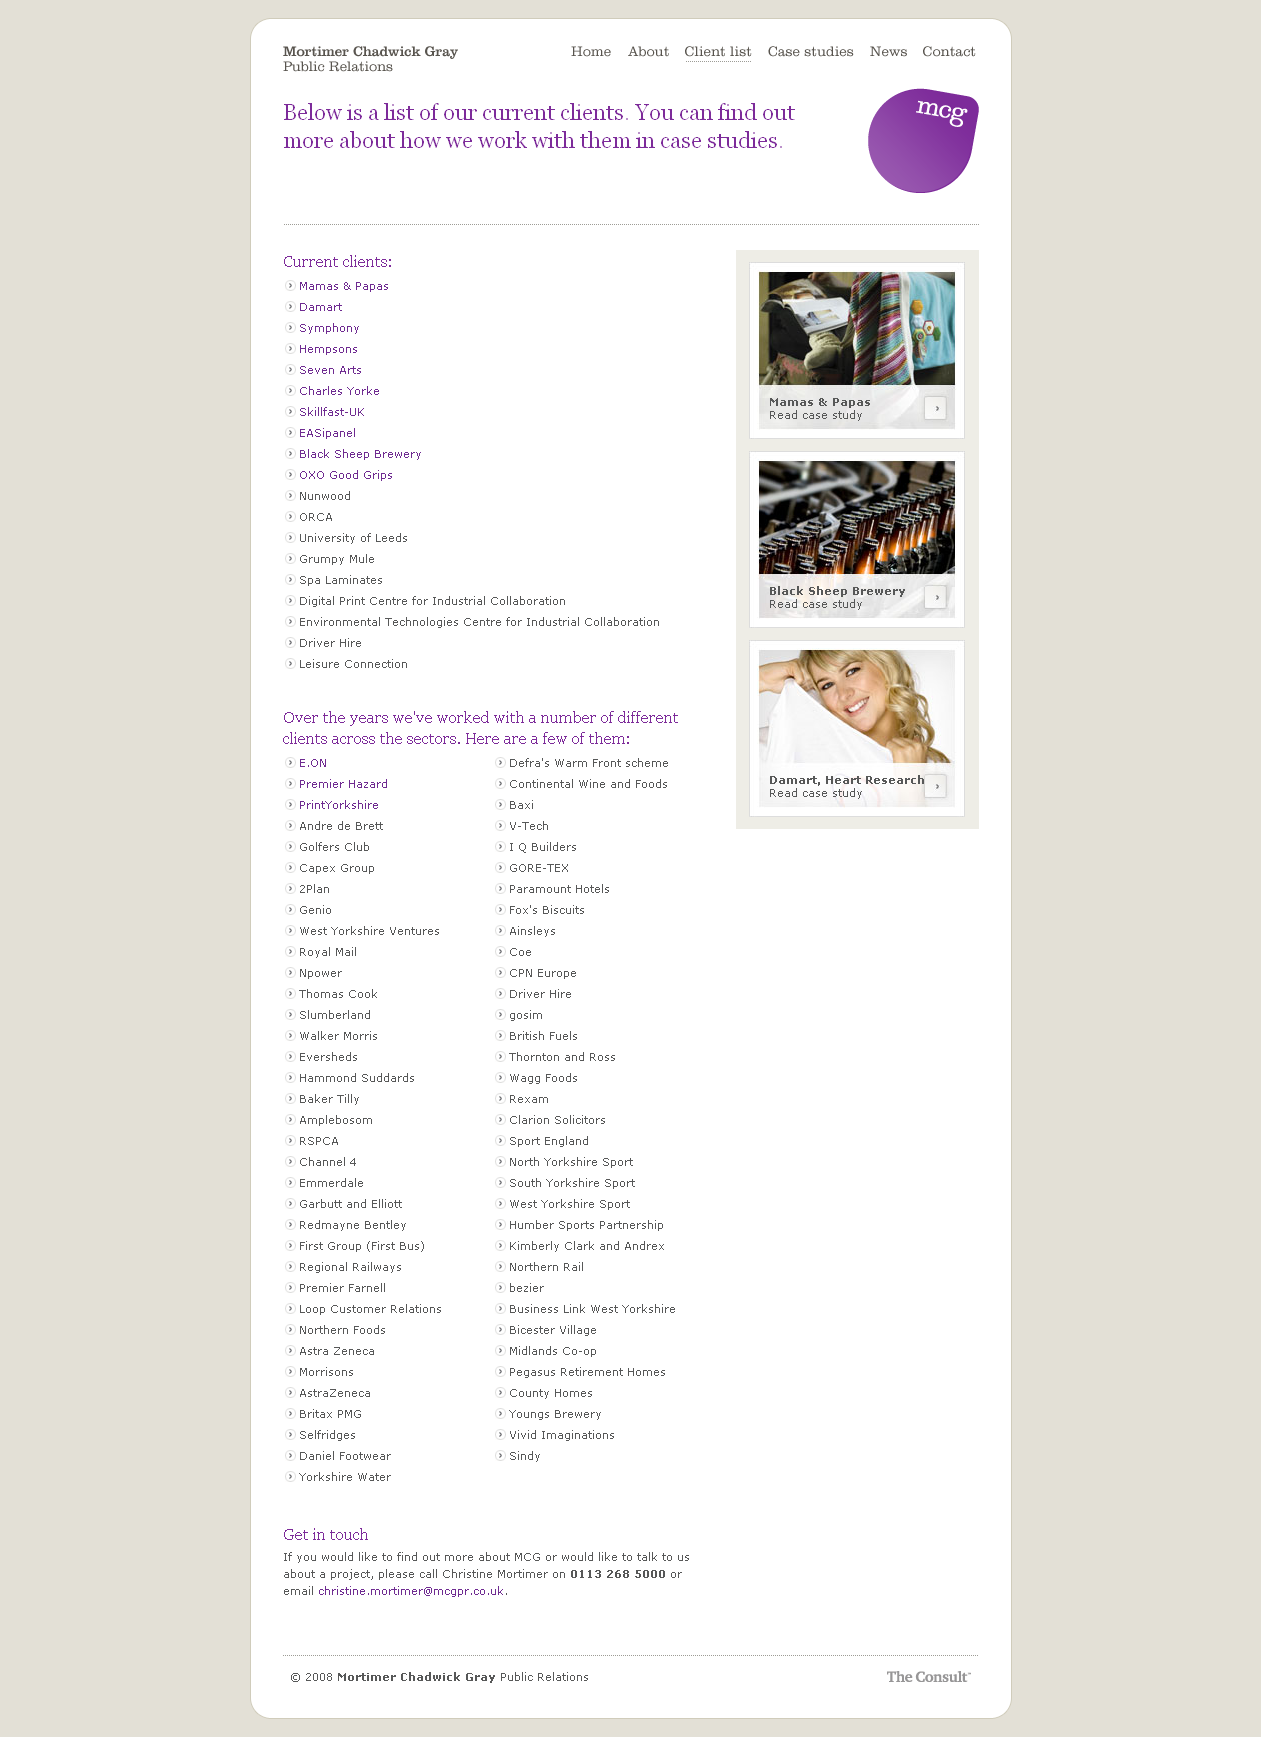 Mortimer Chadwick Gray
Public Relations
Home About Client list Case studies News Contact
Below is a list of our current clients. You can find out
more about how we work with them in case studies.
mcg
Current clients:
Mamas & Papas
Damart
Symphony
Hempsons
Seven Arts
Charles Yorke
Skillfast-UK
EASipanel
Black Sheep Brewery
OXO Good Grips
Nunwood
ORCA
University of Leeds
Grumpy Mule
Spa Laminates
Digital Print Centre for Industrial Collaboration
Environmental Technologies Centre for Industrial Collaboration
Driver Hire
Leisure Connection
Over the years we've worked with a number of different
clients across the sectors. Here are a few of them:
E.ON
Premier Hazard
PrintYorkshire
Andre de Brett
Golfers Club
Capex Group
2Plan
Genio
West Yorkshire Ventures
Royal Mail
Npower
Thomas Cook
Slumberland
Walker Morris
Eversheds
Hammond Suddards
Baker Tilly
Amplebosom
RSPCA
Channel 4
Emmerdale
Garbutt and Elliott
Redmayne Bentley
First Group (First Bus)
Regional Railways
Premier Farnell
Loop Customer Relations
Northern Foods
Astra Zeneca
Morrisons
AstraZeneca
Britax PMG
Selfridges
Daniel Footwear
Yorkshire Water
Defra's Warm Front scheme
Continental Wine and Foods
Baxi
V-Tech
I Q Builders
GORE-TEX
Paramount Hotels
Fox's Biscuits
Ainsleys
Coe
CPN Europe
Driver Hire
gosim
British Fuels
Thornton and Ross
Wagg Foods
Rexam
Clarion Solicitors
Sport England
North Yorkshire Sport
South Yorkshire Sport
West Yorkshire Sport
Humber Sports Partnership
Kimberly Clark and Andrex
Northern Rail
bezier
Business Link West Yorkshire
Bicester Village
Midlands Co-op
Pegasus Retirement Homes
County Homes
Youngs Brewery
Vivid Imaginations
Sindy
Mamas & Papas
Read case study
Black Sheep Brewery
Read case study
Damart, Heart Research
Read case study
Get in touch
If you would like to find out more about MCG or would like to talk to us
about a project, please call Christine Mortimer on 0113 268 5000 or
email christine.mortimer@mcgpr.co.uk.
© 2008 Mortimer Chadwick Gray Public Relations
The Consult